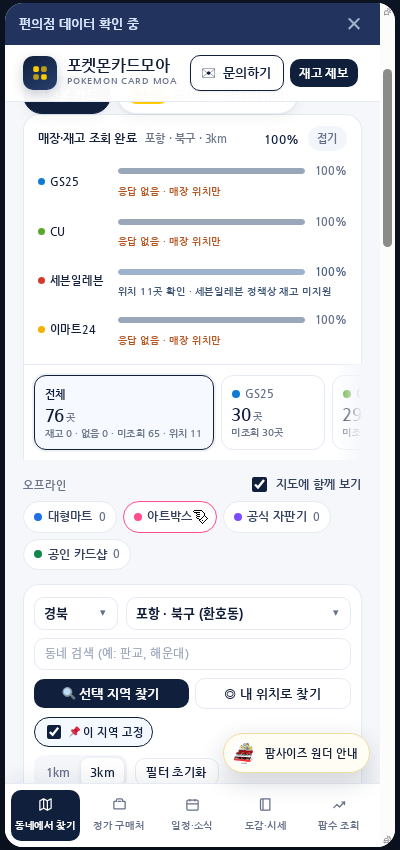 편의점 데이터 확인 중
포켓몬카드모아
POKEMON CARD MOA
문의하기
재고 제보
매장·재고 조회 완료 포항 · 북구 · 3km 100% 접기
GS25 100%
응답 없음 · 매장 위치만
CU 100%
응답 없음 · 매장 위치만
세븐일레븐 100%
위치 11곳 확인 · 세븐일레븐 정책상 재고 미지원
이마트24 100%
응답 없음 · 매장 위치만
전체
76곳
재고 0 · 없음 0 · 미조회 65 · 위치 11
GS25
30곳
미조회 30곳
29
미조
오프라인 지도에 함께 보기
대형마트 0 아트박스 공식 자판기 0
공인 카드샵 0
경북 포항 · 북구 (환호동)
동네 검색 (예: 판교, 해운대)
선택 지역 찾기 ◎ 내 위치로 찾기
이 지역 고정
팝사이즈 원더 안내
1km 3km 필터 초기화
동네에서 찾기 정가 구매처 일정·소식 도감·시세 팝수 조회